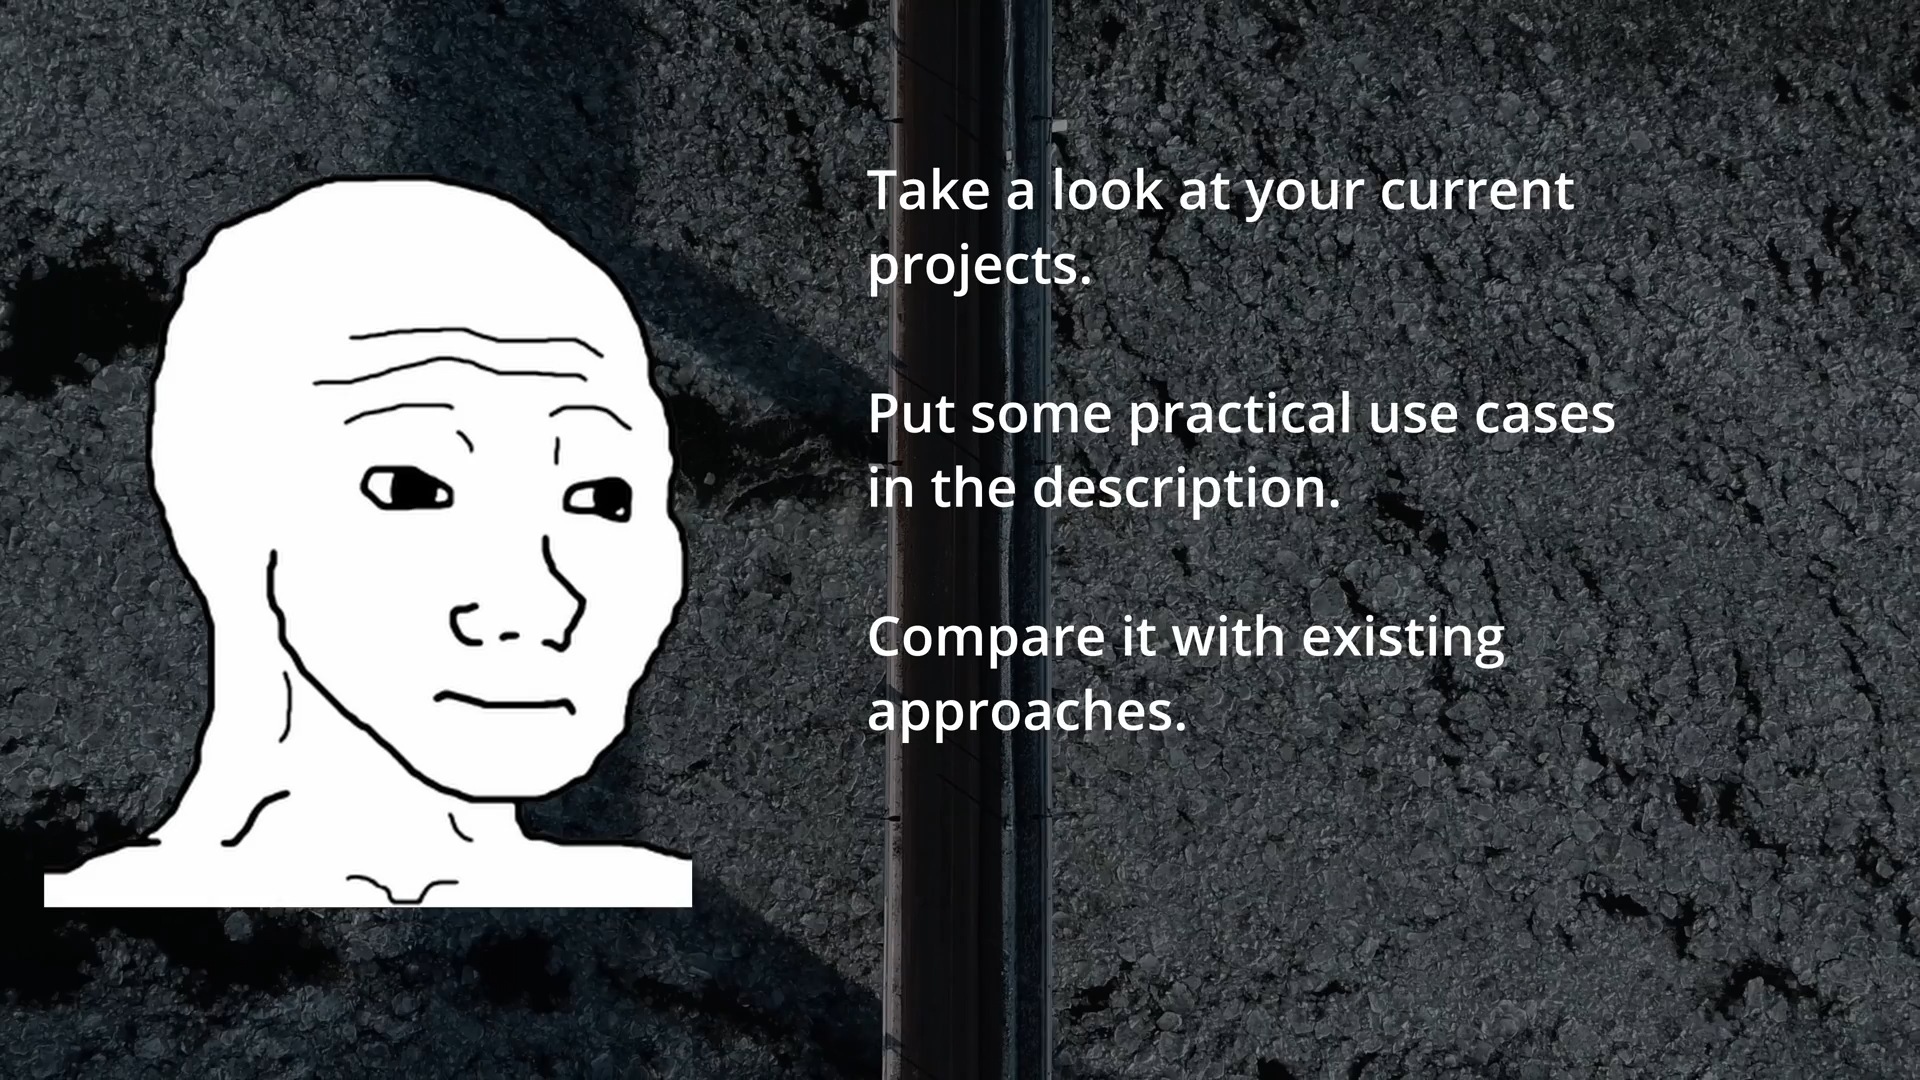 Take a look at your current
projects.
Put some practical use cases
in the description.
Compare it with existing
approaches.